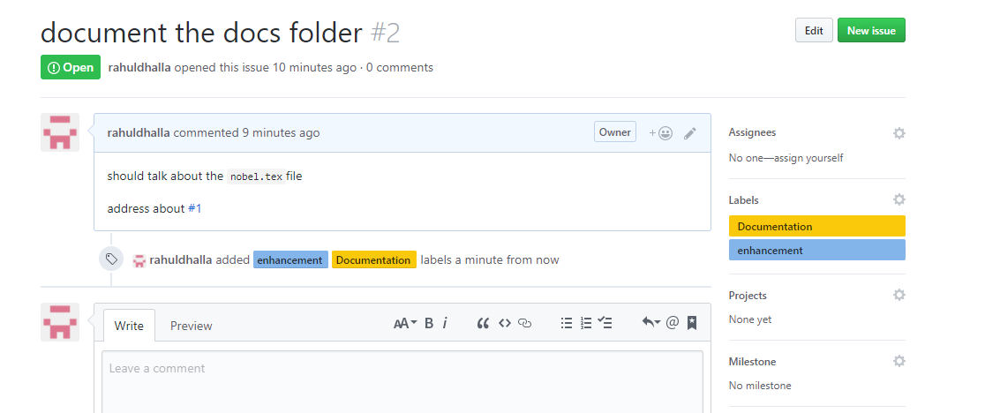 document the docs folder #2
Edit
New issue
Open
rahuldhalla opened this issue 10 minutes ago · 0 comments
rahuldhalla commented 9 minutes ago
Owner
+
should talk about the nobel.tex file
address about #1
rahuldhalla added enhancement Documentation labels a minute from now
Write
Preview
AA B i “ <> @
Leave a comment
Assignees
No one—assign yourself
Labels
Documentation
enhancement
Projects
None yet
Milestone
No milestone